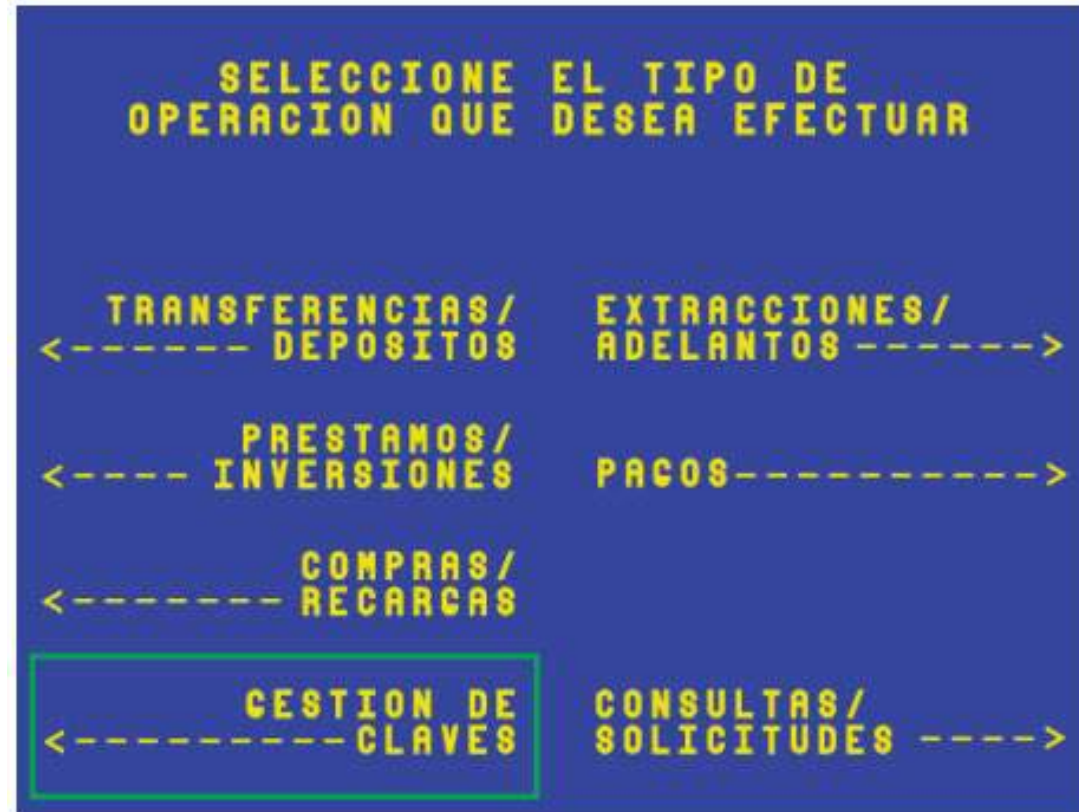 SELECCIONE EL TIPO DE
OPERACION QUE DESEA EFECTUAR
TRANSFERENCIAS/
<------ DEPOSITOS
EXTRACCIONES/
ADELANTOS ------>
PRESTAMOS/
<---- INVERSIONES
PAGOS---------->
COMPRAS/
<------- RECARGAS
GESTION DE
<---------CLAVES
CONSULTAS/
SOLICITUDES ---->